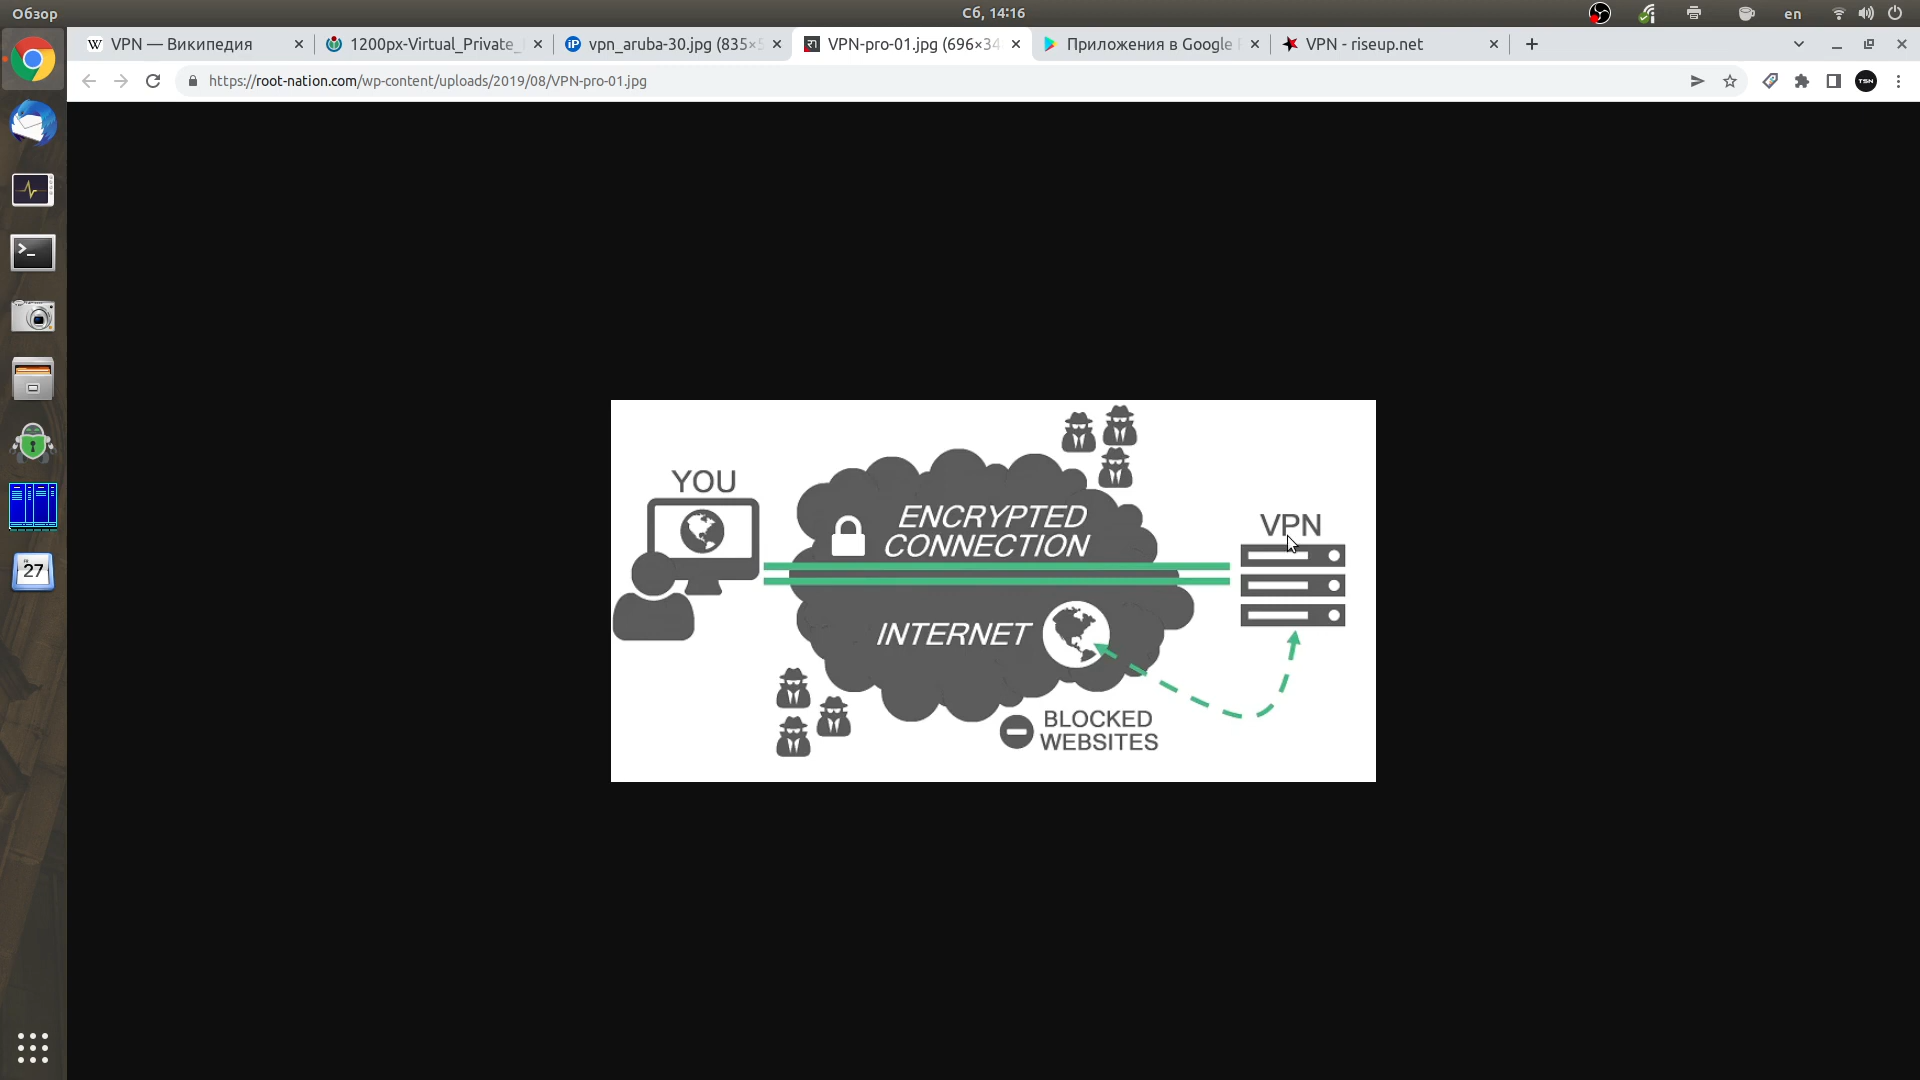 Обзор
Сб, 14:16
en
VPN — Википедия
1200px-Virtual_Private_
vpn_aruba-30.jpg (835×5
VPN-pro-01.jpg (696×34
Приложения в Google
VPN - riseup.net
https://root-nation.com/wp-content/uploads/2019/08/VPN-pro-01.jpg
TSN
YOU
ENCRYPTED
CONNECTION
VPN
INTERNET
BLOCKED
WEBSITES
27